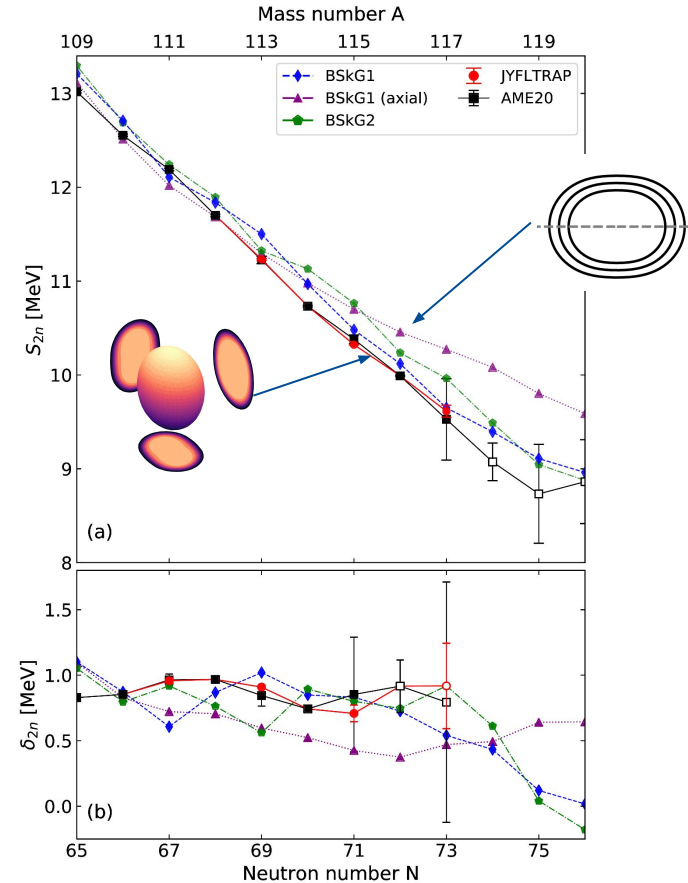 Mass number A
109 111 113 115 117 119
BSkG1
BSkG1 (axial)
BSkG2
JYFLTRAP
AME20
13
12
11
10
9
8
S2n [MeV]
(a)
1.5
1.0
0.5
0.0
δ2n [MeV]
(b)
65 67 69 71 73 75
Neutron number N